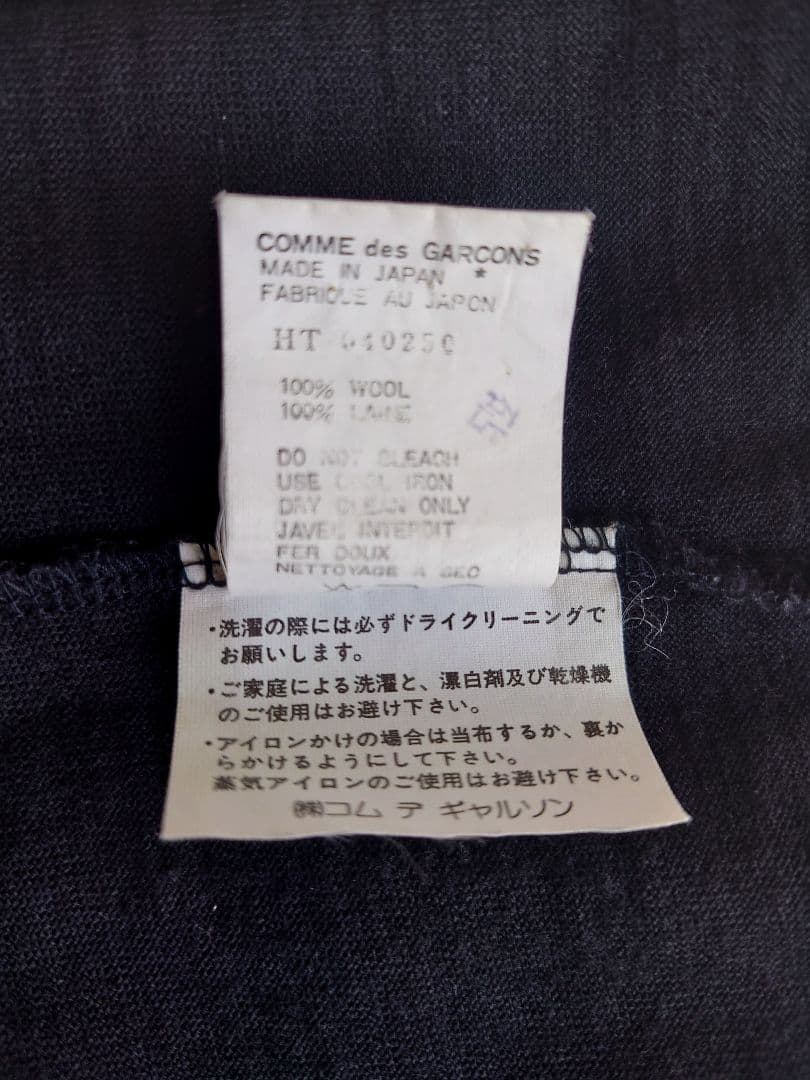 COMME des GARCONS
MADE IN JAPAN *
FABRIQUE AU JAPON
HT 040250
100% WOOL
100% LAINE
DO NOT BLEACH
USE COOL IRON
DRY CLEAN ONLY
JAVEL INTERDIT
FER DOUX
NETTOYAGE A SEC
・洗濯の際には必ずドライクリーニングで
お願いします。
・ご家庭による洗濯と、漂白剤及び乾燥機
のご使用はお避け下さい。
・アイロンかけの場合は当布するか、裏か
らかけるようにして下さい。
蒸気アイロンのご使用はお避け下さい。
㈱コム デ ギャルソン